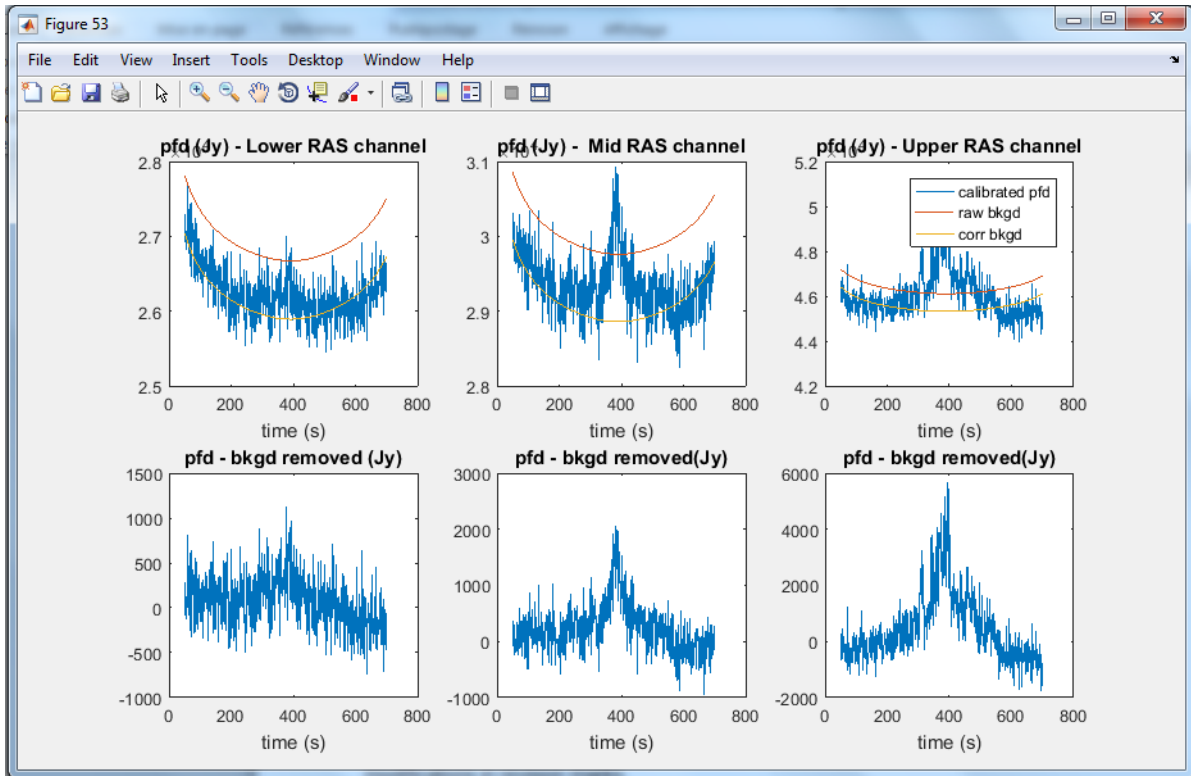 Figure 53
File Edit View Insert Tools Desktop Window Help
pfd (Jy) - Lower RAS channel
2.8
2.7
2.6
2.5
0 200 400 600 800
time (s)
pfd (Jy) - Mid RAS channel
3.1
3
2.9
2.8
0 200 400 600 800
time (s)
pfd (Jy) - Upper RAS channel
5.2
5
4.8
4.6
4.4
4.2
calibrated pfd
raw bkgd
corr bkgd
0 200 400 600 800
time (s)
pfd - bkgd removed (Jy)
1500
1000
500
0
-500
-1000
0 200 400 600 800
time (s)
pfd - bkgd removed(Jy)
3000
2000
1000
0
-1000
0 200 400 600 800
time (s)
pfd - bkgd removed(Jy)
6000
4000
2000
0
-2000
0 200 400 600 800
time (s)